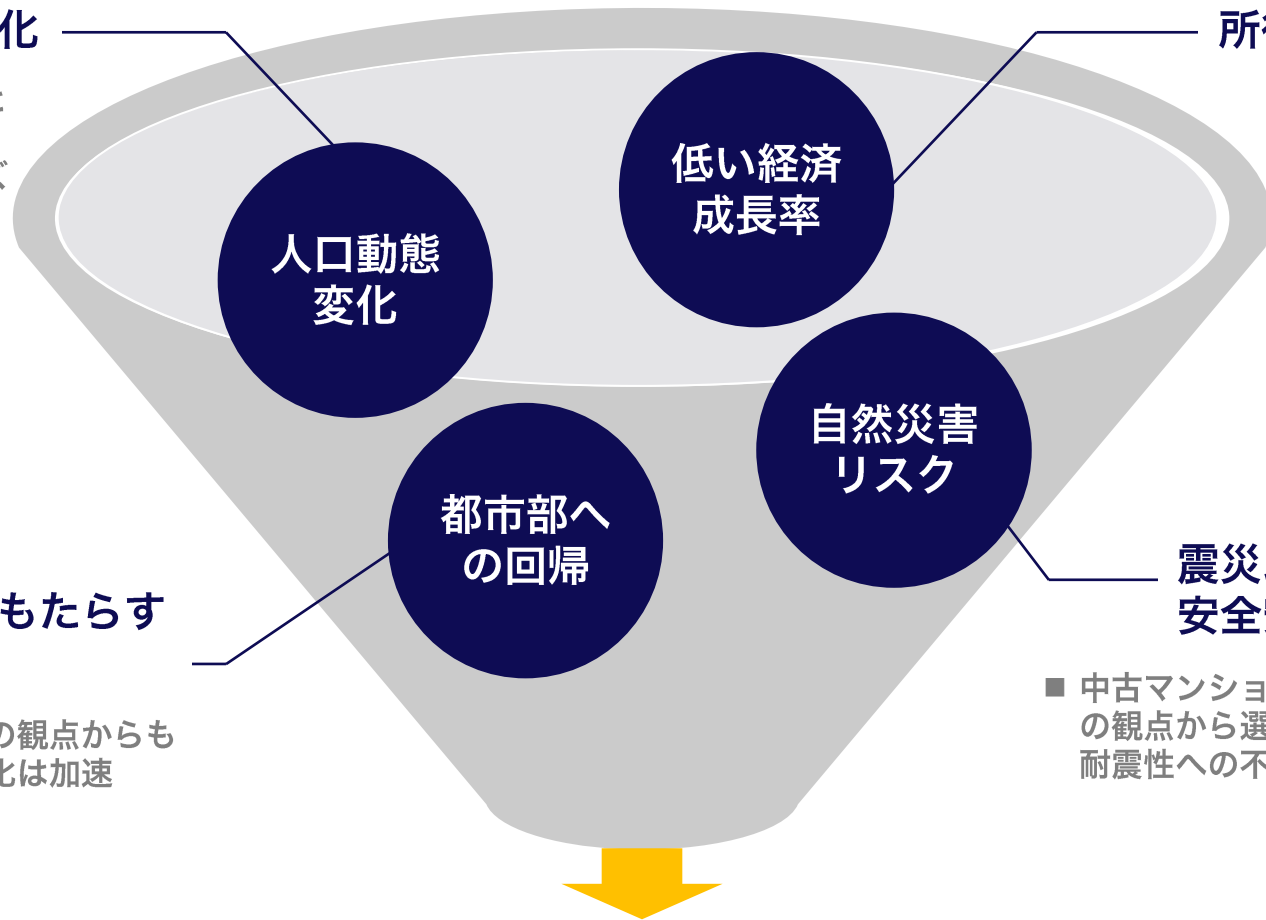 化
低い経済
成長率
人口動態
変化
自然災害
リスク
都市部へ
の回帰
もたらす
の観点からも
化は加速
震災
安全
■ 中古マンショ
の観点から選
耐震性への不